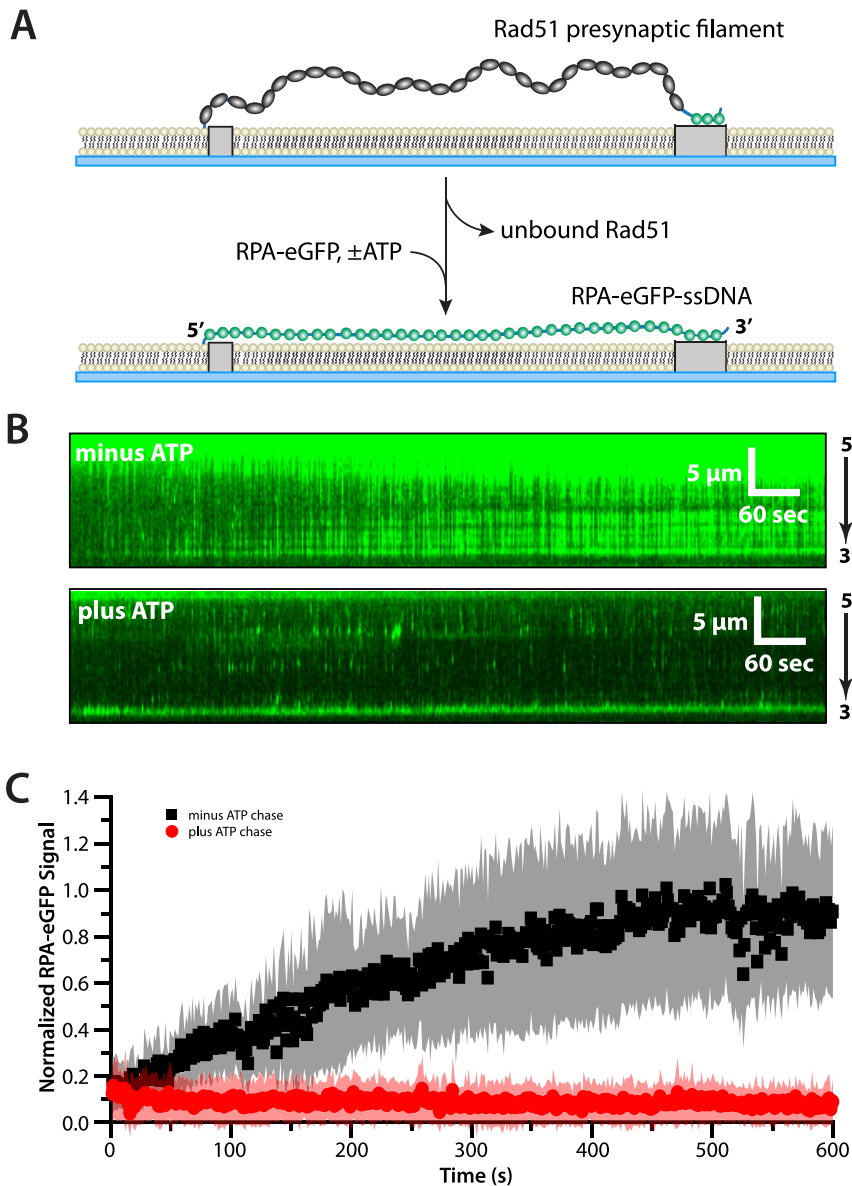 A
Rad51 presynaptic filament
unbound Rad51
RPA-eGFP, ±ATP
RPA-eGFP-ssDNA
5’
3’
B
minus ATP
5 μm
60 sec
5
3
plus ATP
5 μm
60 sec
5
3
C
Normalized RPA-eGFP Signal
1.4
1.2
1.0
0.8
0.6
0.4
0.2
0.0
minus ATP chase
plus ATP chase
0
100
200
300
400
500
600
Time (s)